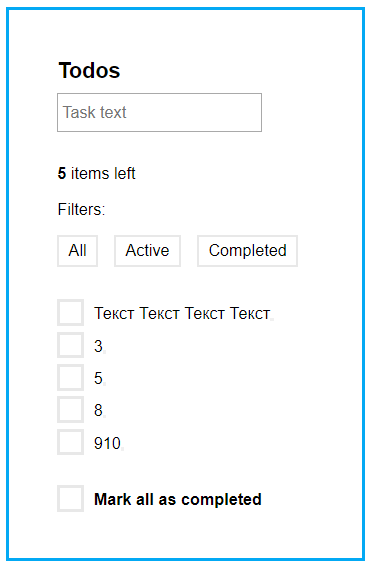 Todos
Task text
5 items left
Filters:
All Active Completed
Текст Текст Текст Текст
3
5
8
910
Mark all as completed